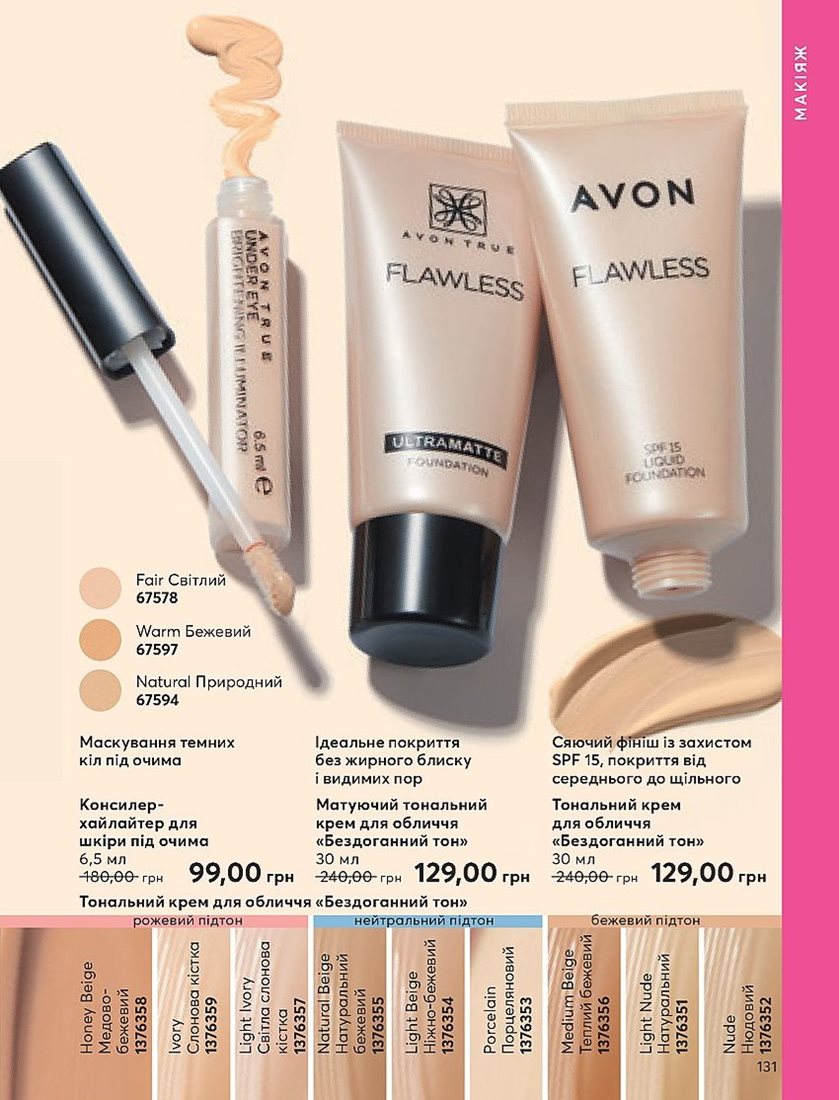 МАКІЯЖ
AVON TRUE
UNDER EYE
BRIGHTENING ILLUMINATOR
6.5 ml e
AVON TRUE
FLAWLESS
ULTRAMATTE
FOUNDATION
AVON
FLAWLESS
SPF 15
LIQUID
FOUNDATION
Fair Світлий
67578
Warm Бежевий
67597
Natural Природний
67594
Маскування темних
кіл під очима
Консилер-
хайлайтер для
шкіри під очима
6,5 мл
180,00 грн 99,00 грн
Ідеальне покриття
без жирного блиску
і видимих пор
Матуючий тональний
крем для обличчя
«Бездоганний тон»
30 мл
240,00 грн 129,00 грн
Сяючий фініш із захистом
SPF 15, покриття від
середнього до щільного
Тональний крем
для обличчя
«Бездоганний тон»
30 мл
240,00 грн 129,00 грн
Тональний крем для обличчя «Бездоганний тон»
рожевий підтон
нейтральний підтон
бежевий підтон
Honey Beige
Медово-
бежевий
1376358
Ivory
Слонова кістка
1376359
Light Ivory
Світла слонова
кістка
1376357
Natural Beige
Натуральний
бежевий
1376355
Light Beige
Ніжно-бежевий
1376354
Porcelain
Порцеляновий
1376353
Medium Beige
Теплий бежевий
1376356
Light Nude
Натуральний
1376351
Nude
Нюдовий
1376352
131